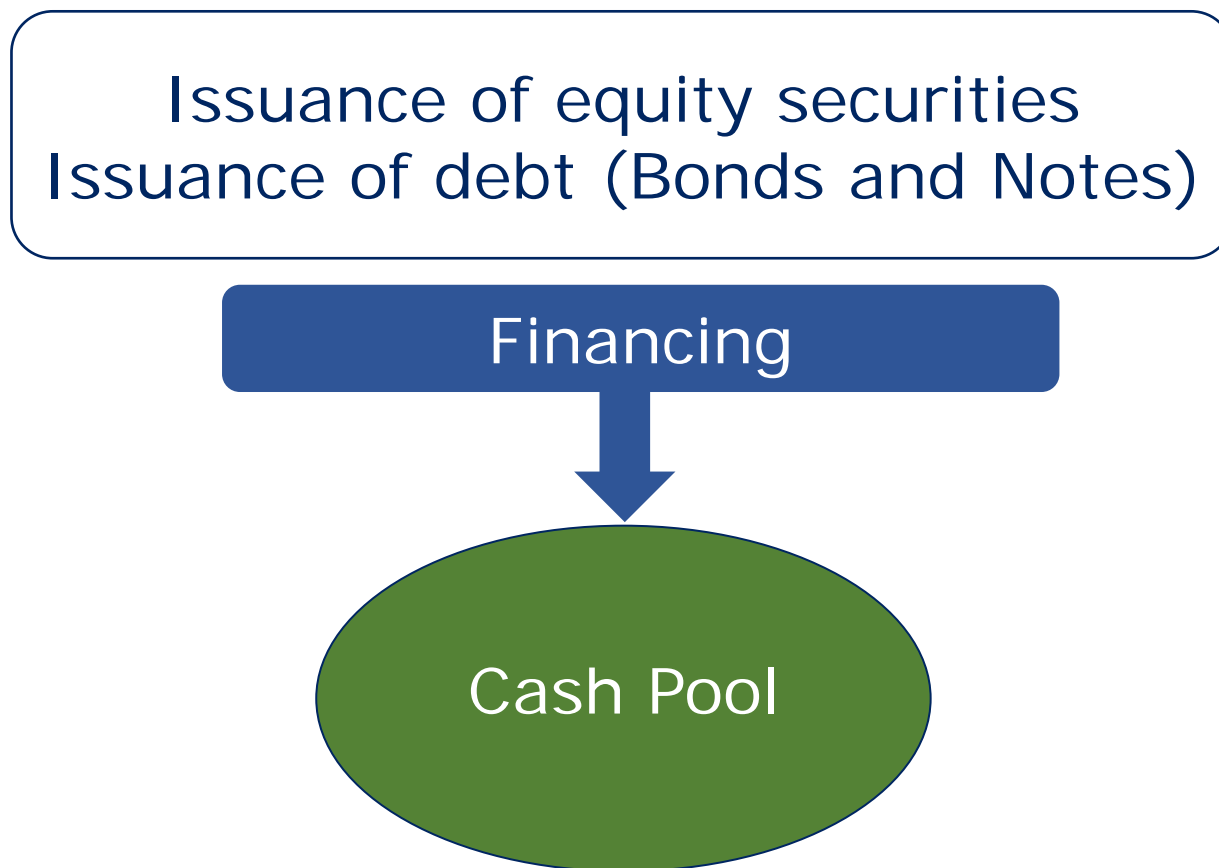 Issuance of equity securities
Issuance of debt (Bonds and Notes)
Financing
Cash Pool